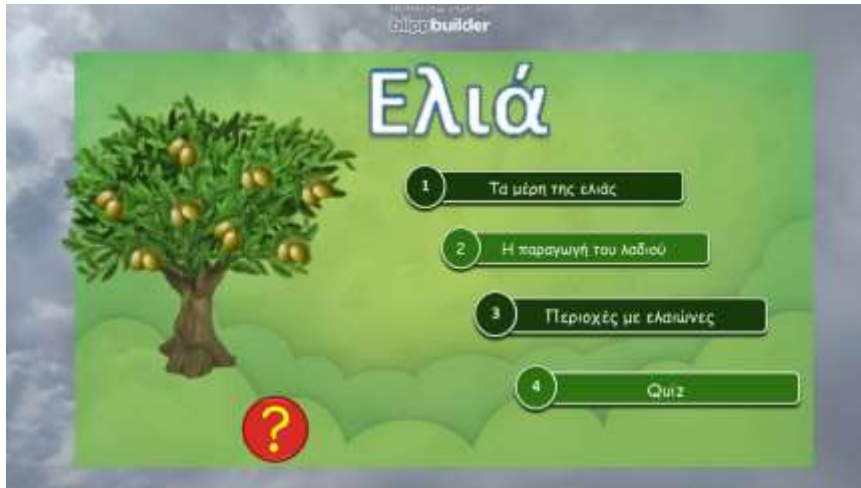 blippbuilder
Ελιά
1 Τα μέρη της ελιάς
2 Η παραγωγή του λαδιού
3 Περιοχές με ελαιώνες
4 Quiz
?